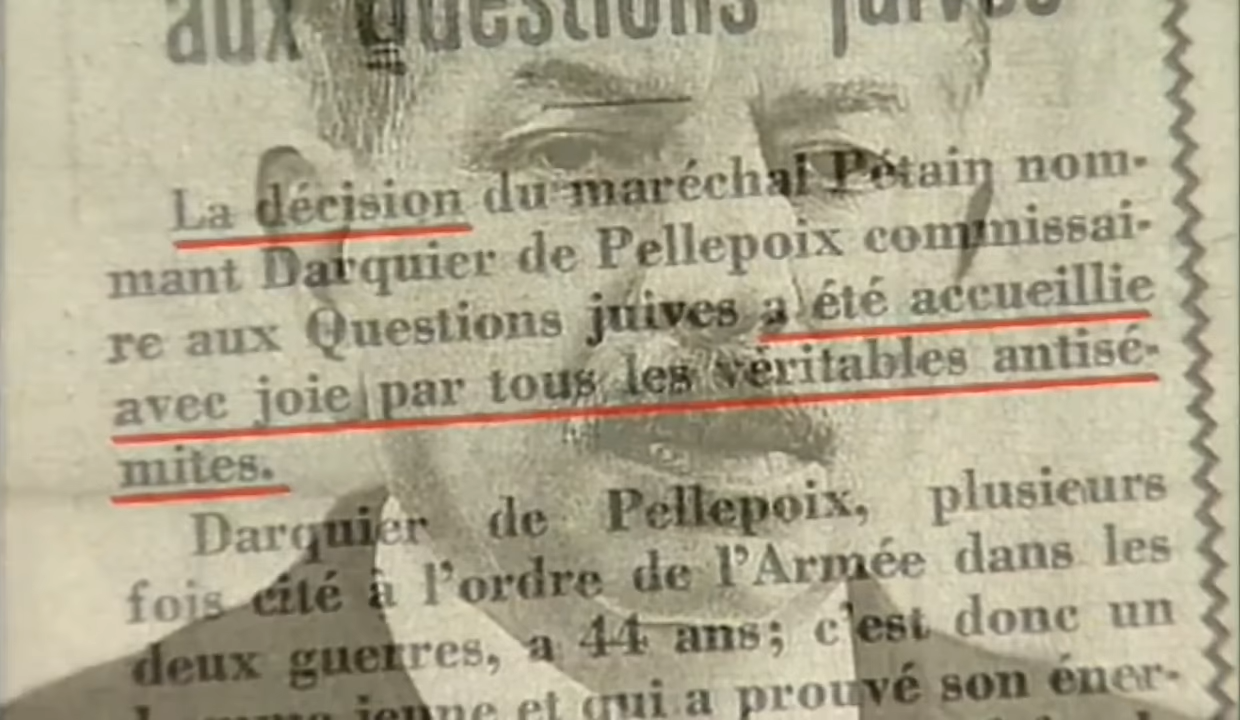 aux Questions juives
La décision du maréchal Pétain nom-
mant Darquier de Pellepoix commissai-
re aux Questions juives a été accueillie
avec joie par tous les véritables antisé-
mites.
Darquier de Pellepoix, plusieurs
fois cité à l'ordre de l'Armée dans les
deux guerres, a 44 ans; c'est donc un
homme jeune et qui a prouvé son éner-